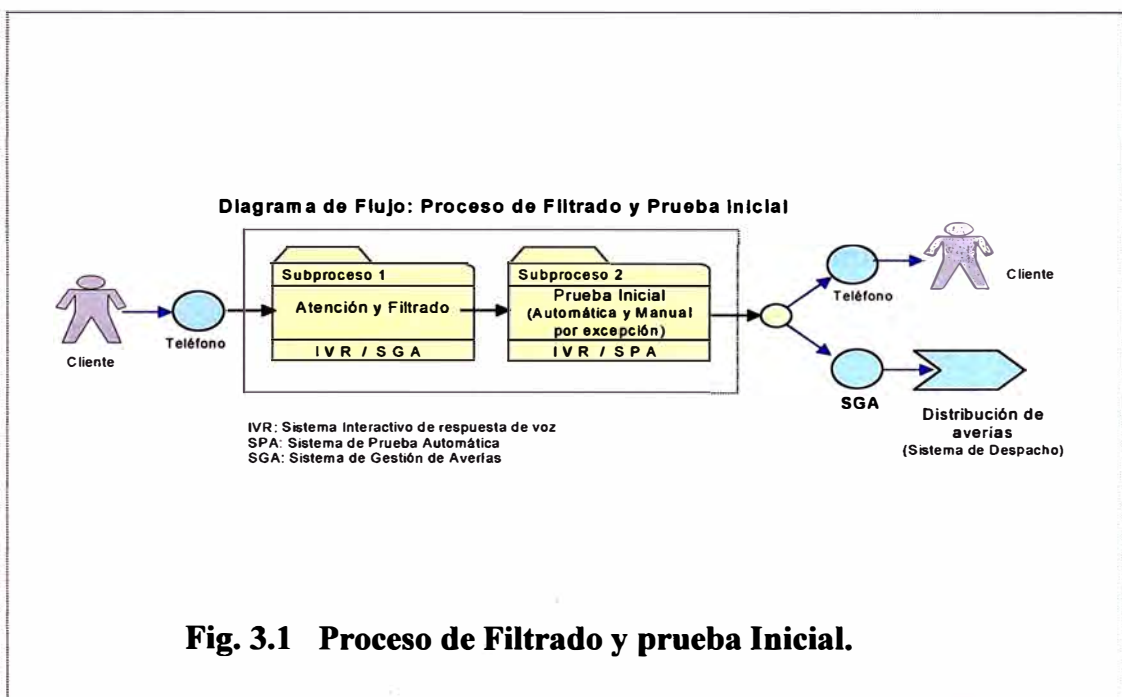 Diagrama de Flujo: Proceso de Filtrado y Prueba Inicial
Cliente
Teléfono
Subproceso 1
Atención y Filtrado
IVR / SGA
Subproceso 2
Prueba Inicial
(Automática y Manual
por excepción)
IVR / SPA
Teléfono
Cliente
SGA
Distribución de
averías
(Sistema de Despacho)
IVR: Sistema Interactivo de respuesta de voz
SPA: Sistema de Prueba Automática
SGA: Sistema de Gestión de Averías
Fig. 3.1 Proceso de Filtrado y prueba Inicial.